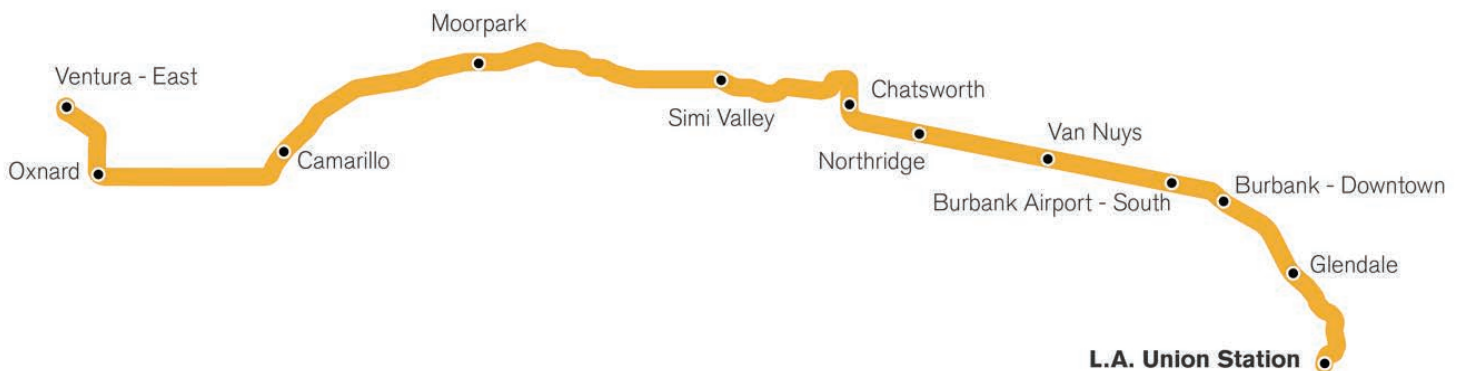 Moorpark
Ventura - East
Chatsworth
Simi Valley
Van Nuys
Northridge
Camarillo
Oxnard
Burbank - Downtown
Burbank Airport - South
Glendale
L.A. Union Station